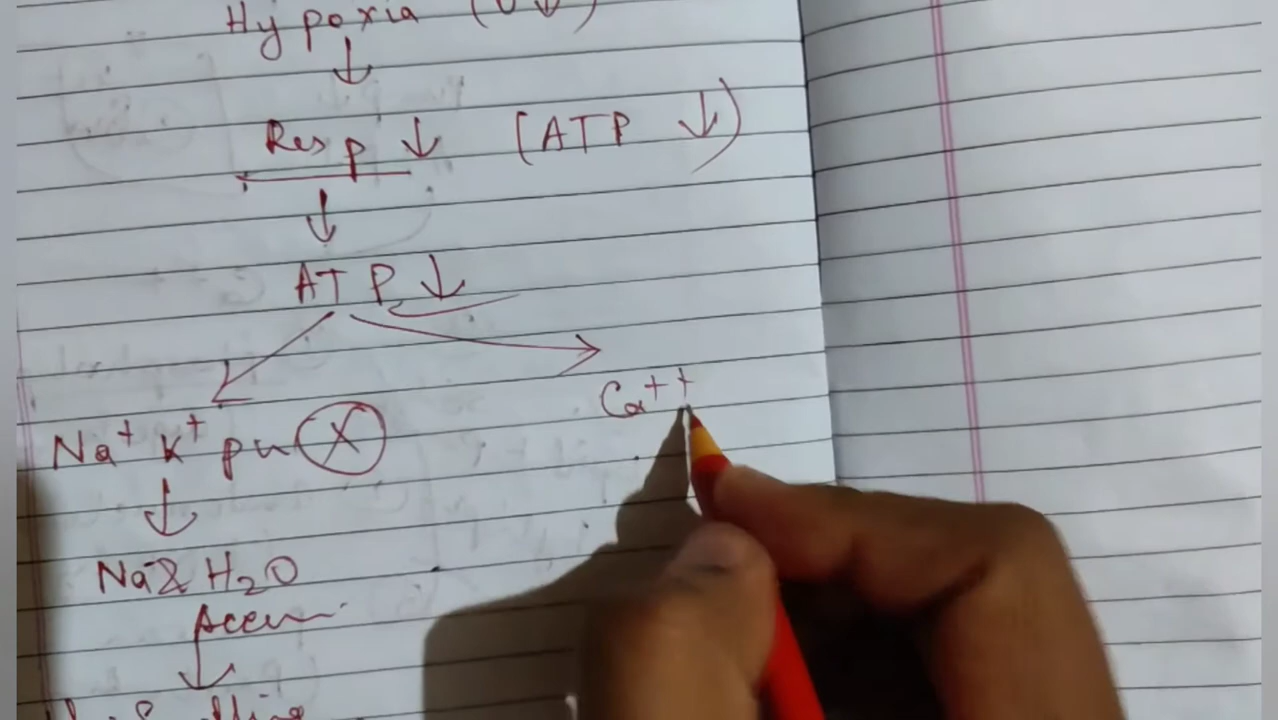 Hypoxia (
↓
Resp ↓ (ATP ↓)
↓
ATP ↓
Na⁺ K⁺ pu X
Ca⁺⁺
↓
Na & H₂O
Accu
↓